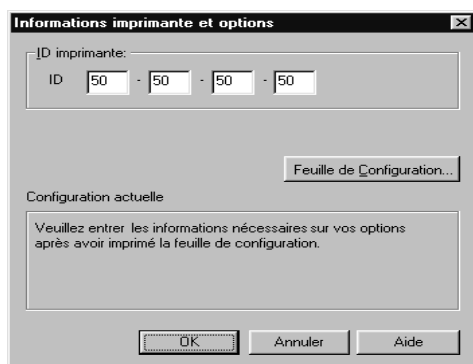 Informations imprimante et options
ID imprimante:
ID 50 - 50 - 50 - 50
Feuille de Configuration...
Configuration actuelle
Veuillez entrer les informations nécessaires sur vos options
après avoir imprimé la feuille de configuration.
OK Annuler Aide